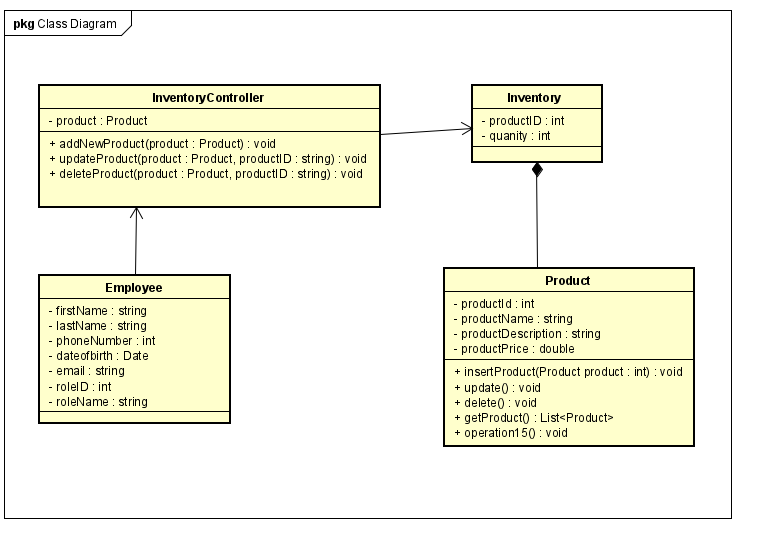 pkg Class Diagram
InventoryController
- product : Product
+ addNewProduct(product : Product) : void
+ updateProduct(product : Product, productID : string) : void
+ deleteProduct(product : Product, productID : string) : void
Inventory
- productID : int
- quanity : int
Employee
- firstName : string
- lastName : string
- phoneNumber : int
- dateofbirth : Date
- email : string
- roleID : int
- roleName : string
Product
- productId : int
- productName : string
- productDescription : string
- productPrice : double
+ insertProduct(Product product : int) : void
+ update() : void
+ delete() : void
+ getProduct() : List<Product>
+ operation15() : void